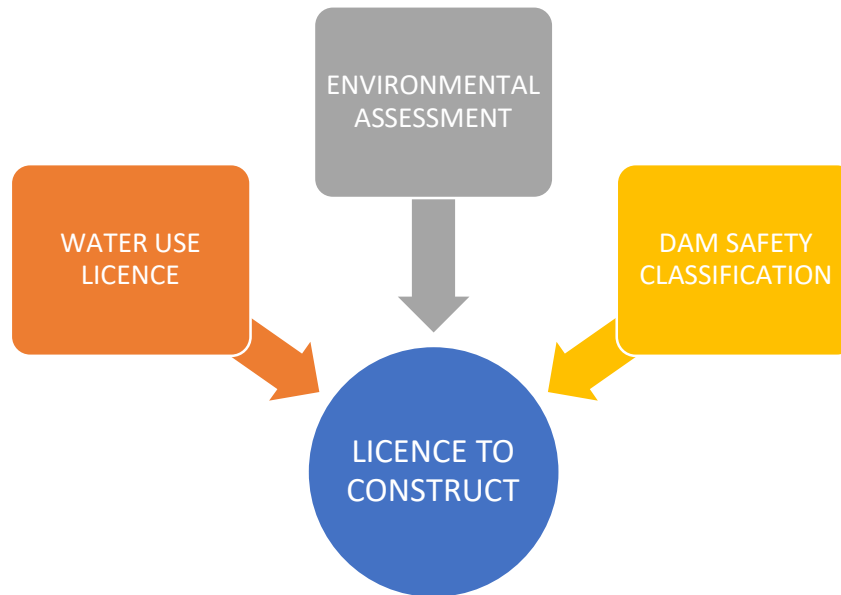 ENVIRONMENTAL
ASSESSMENT
WATER USE
LICENCE
DAM SAFETY
CLASSIFICATION
LICENCE TO
CONSTRUCT